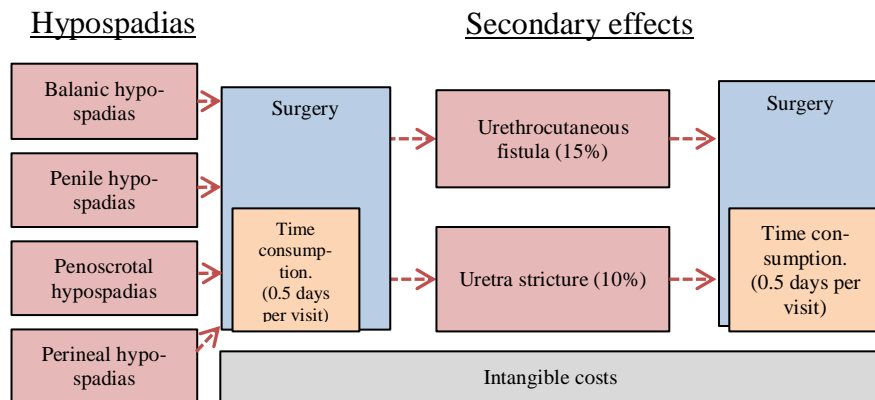 Hypospadias
Secondary effects
Balanic hypo-
spadias
Penile hypo-
spadias
Penoscrotal
hypospadias
Perineal hypo-
spadias
Surgery
Time
consump-
tion.
(0.5 days
per visit)
Urethrocutaneous
fistula (15%)
Uretra stricture (10%)
Surgery
Time con-
sumption.
(0.5 days per
visit)
Intangible costs